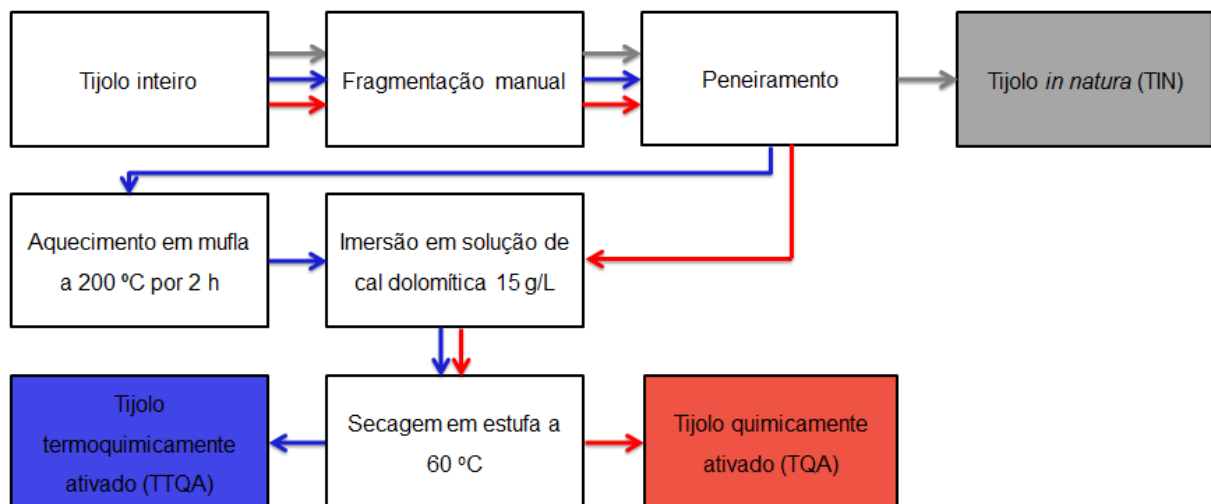 Tijolo inteiro
Fragmentação manual
Peneiramento
Tijolo in natura (TIN)
Aquecimento em mufla
a 200 ºC por 2 h
Imersão em solução de
cal dolomítica 15 g/L
Tijolo
termoquimicamente
ativado (TTQA)
Secagem em estufa a
60 ºC
Tijolo quimicamente
ativado (TQA)